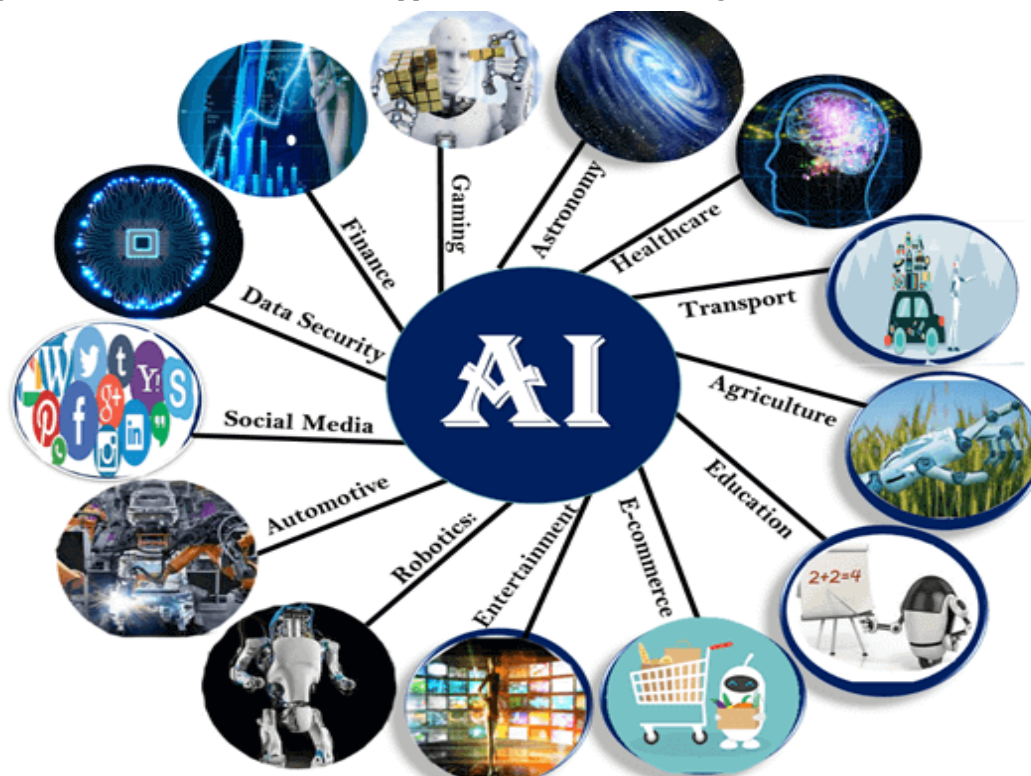 Gaming
Astronomy
Healthcare
Transport
Agriculture
Education
E-commerce
Entertainment
Robotics:
Automotive
Social Media
Data Security
Finance
AI
2+2=4
W
t
Y!
S
g+
f
in